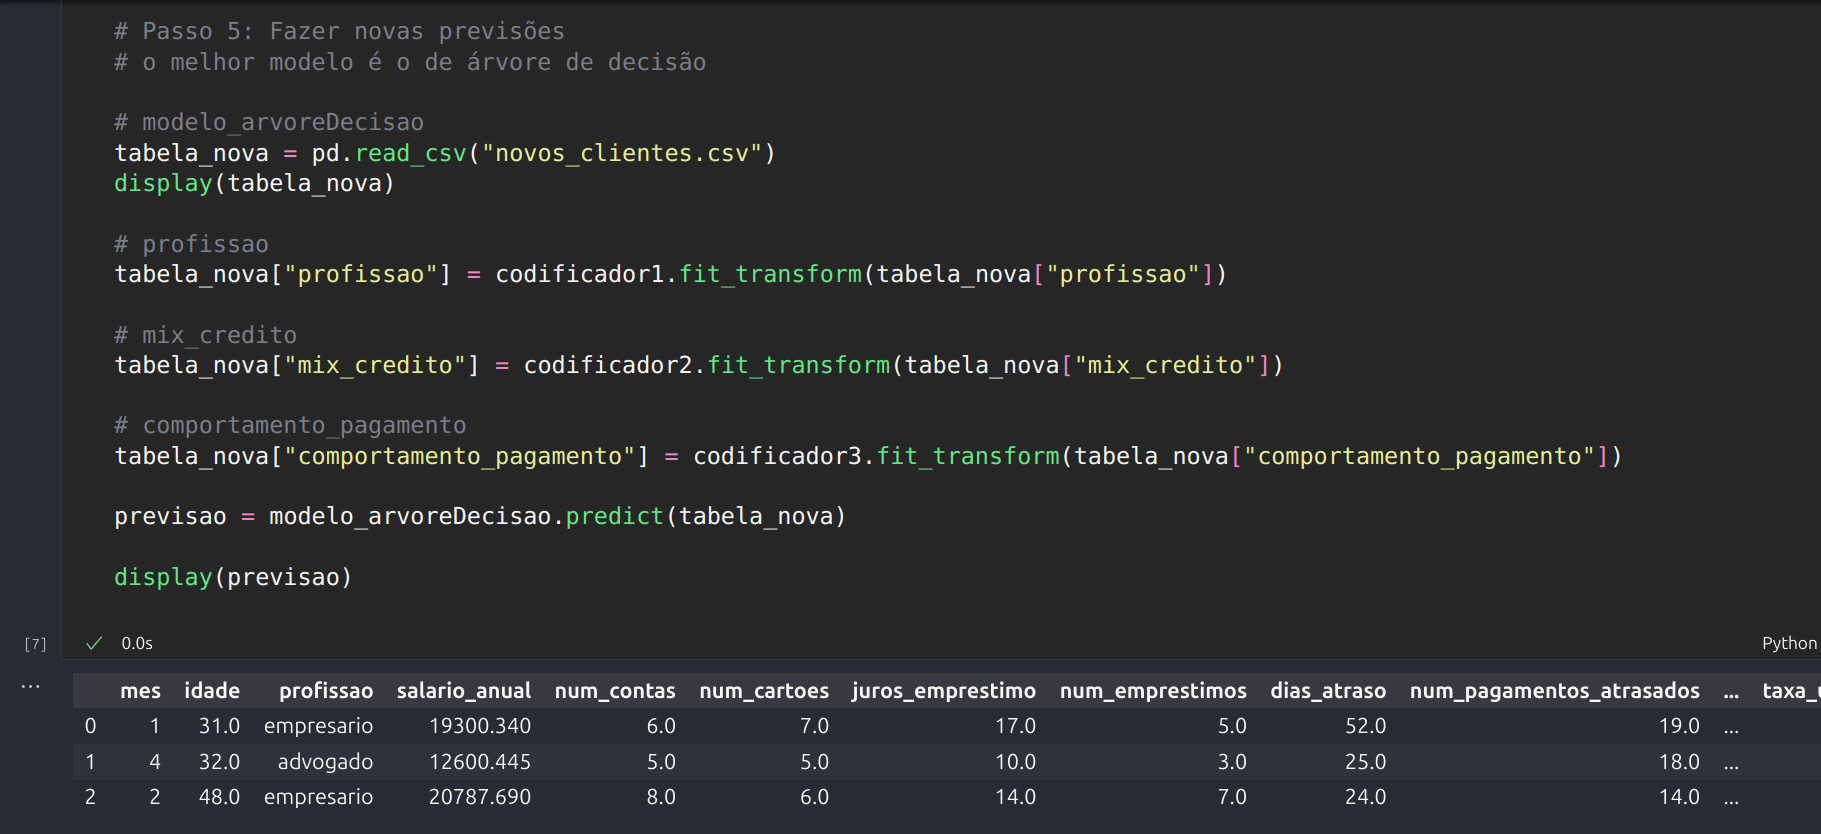 # Passo 5: Fazer novas previsões
# o melhor modelo é o de árvore de decisão
# modelo_arvoreDecisao
tabela_nova = pd.read_csv("novos_clientes.csv")
display(tabela_nova)
# profissao
tabela_nova["profissao"] = codificador1.fit_transform(tabela_nova["profissao"])
# mix_credito
tabela_nova["mix_credito"] = codificador2.fit_transform(tabela_nova["mix_credito"])
# comportamento_pagamento
tabela_nova["comportamento_pagamento"] = codificador3.fit_transform(tabela_nova["comportamento_pagamento"])
previsao = modelo_arvoreDecisao.predict(tabela_nova)
display(previsao)
[7] ✓ 0.0s Python
... mes idade profissao salario_anual num_contas num_cartoes juros_emprestimo num_emprestimos dias_atraso num_pagamentos_atrasados ... taxa_
0 1 31.0 empresario 19300.340 6.0 7.0 17.0 5.0 52.0 19.0 ...
1 4 32.0 advogado 12600.445 5.0 5.0 10.0 3.0 25.0 18.0 ...
2 2 48.0 empresario 20787.690 8.0 6.0 14.0 7.0 24.0 14.0 ...